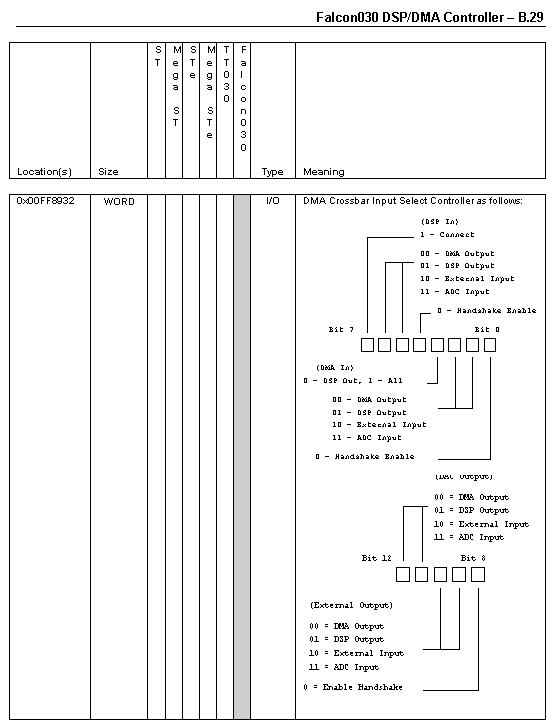 Falcon030 DSP/DMA Controller – B.29
ST
Mega ST
STe
Mega STe
TT030
Falcon030
Location(s) Size Type Meaning
0x00FF8932 WORD I/O DMA Crossbar Input Select Controller as follows:
(DSP In)
1 - Connect
00 - DMA Output
01 - DSP Output
10 - External Input
11 - ADC Input
0 - Handshake Enable
Bit 7 Bit 0
(DMA In)
0 - DSP Out, 1 - All
00 - DMA Output
01 - DSP Output
10 - External Input
11 - ADC Input
0 - Handshake Enable
(DAC Output)
00 = DMA Output
01 = DSP Output
10 = External Input
11 = ADC Input
Bit 12 Bit 8
(External Output)
00 = DMA Output
01 = DSP Output
10 = External Input
11 = ADC Input
0 = Enable Handshake